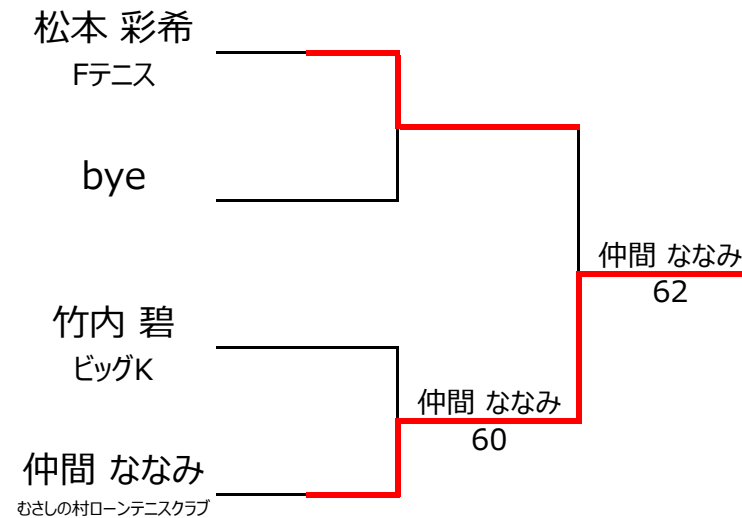 松本 彩希
Fテニス
bye
仲間 ななみ
62
竹内 碧
ビッグK
仲間 ななみ
60
仲間 ななみ
むさしの村ローンテニスクラブ